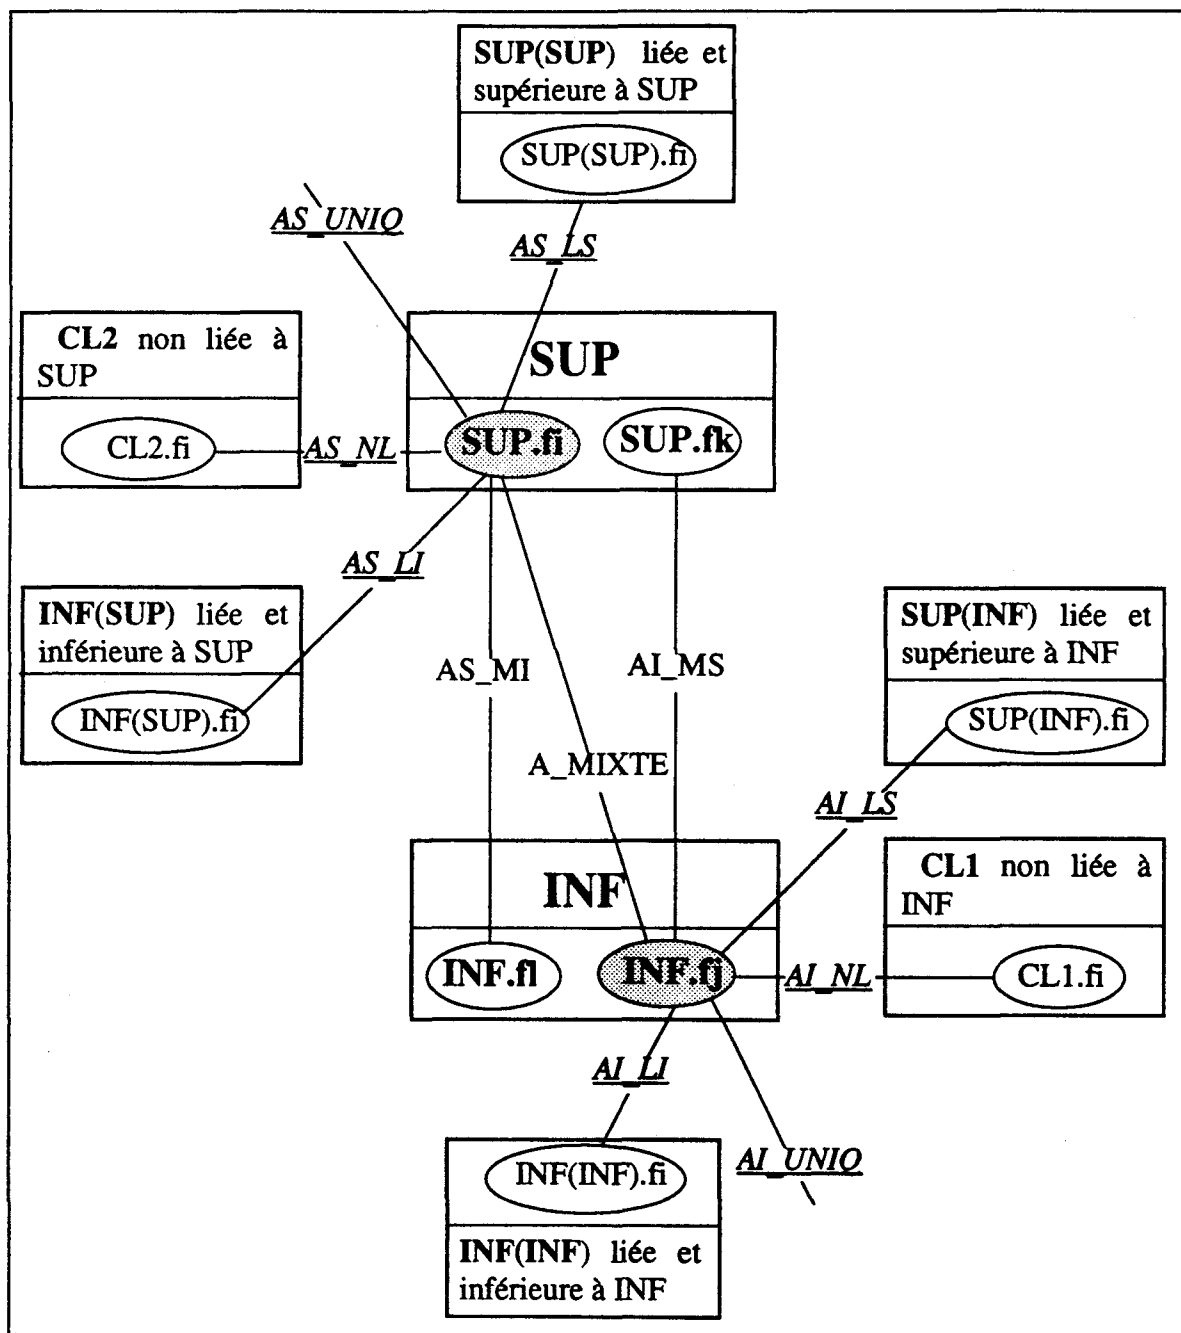 SUP(SUP) liée et
supérieure à SUP
SUP(SUP).fi
AS_UNIQ
AS_LS
CL2 non liée à
SUP
CL2.fi
AS_NL
SUP
SUP.fi
SUP.fk
AS_LI
INF(SUP) liée et
inférieure à SUP
INF(SUP).fi
AS_MI
AI_MS
SUP(INF) liée et
supérieure à INF
SUP(INF).fi
A_MIXTE
AI_LS
INF
INF.fl
INF.fj
CL1 non liée à
INF
AI_NL
CL1.fi
AI_LI
AI_UNIQ
INF(INF).fi
INF(INF) liée et
inférieure à INF